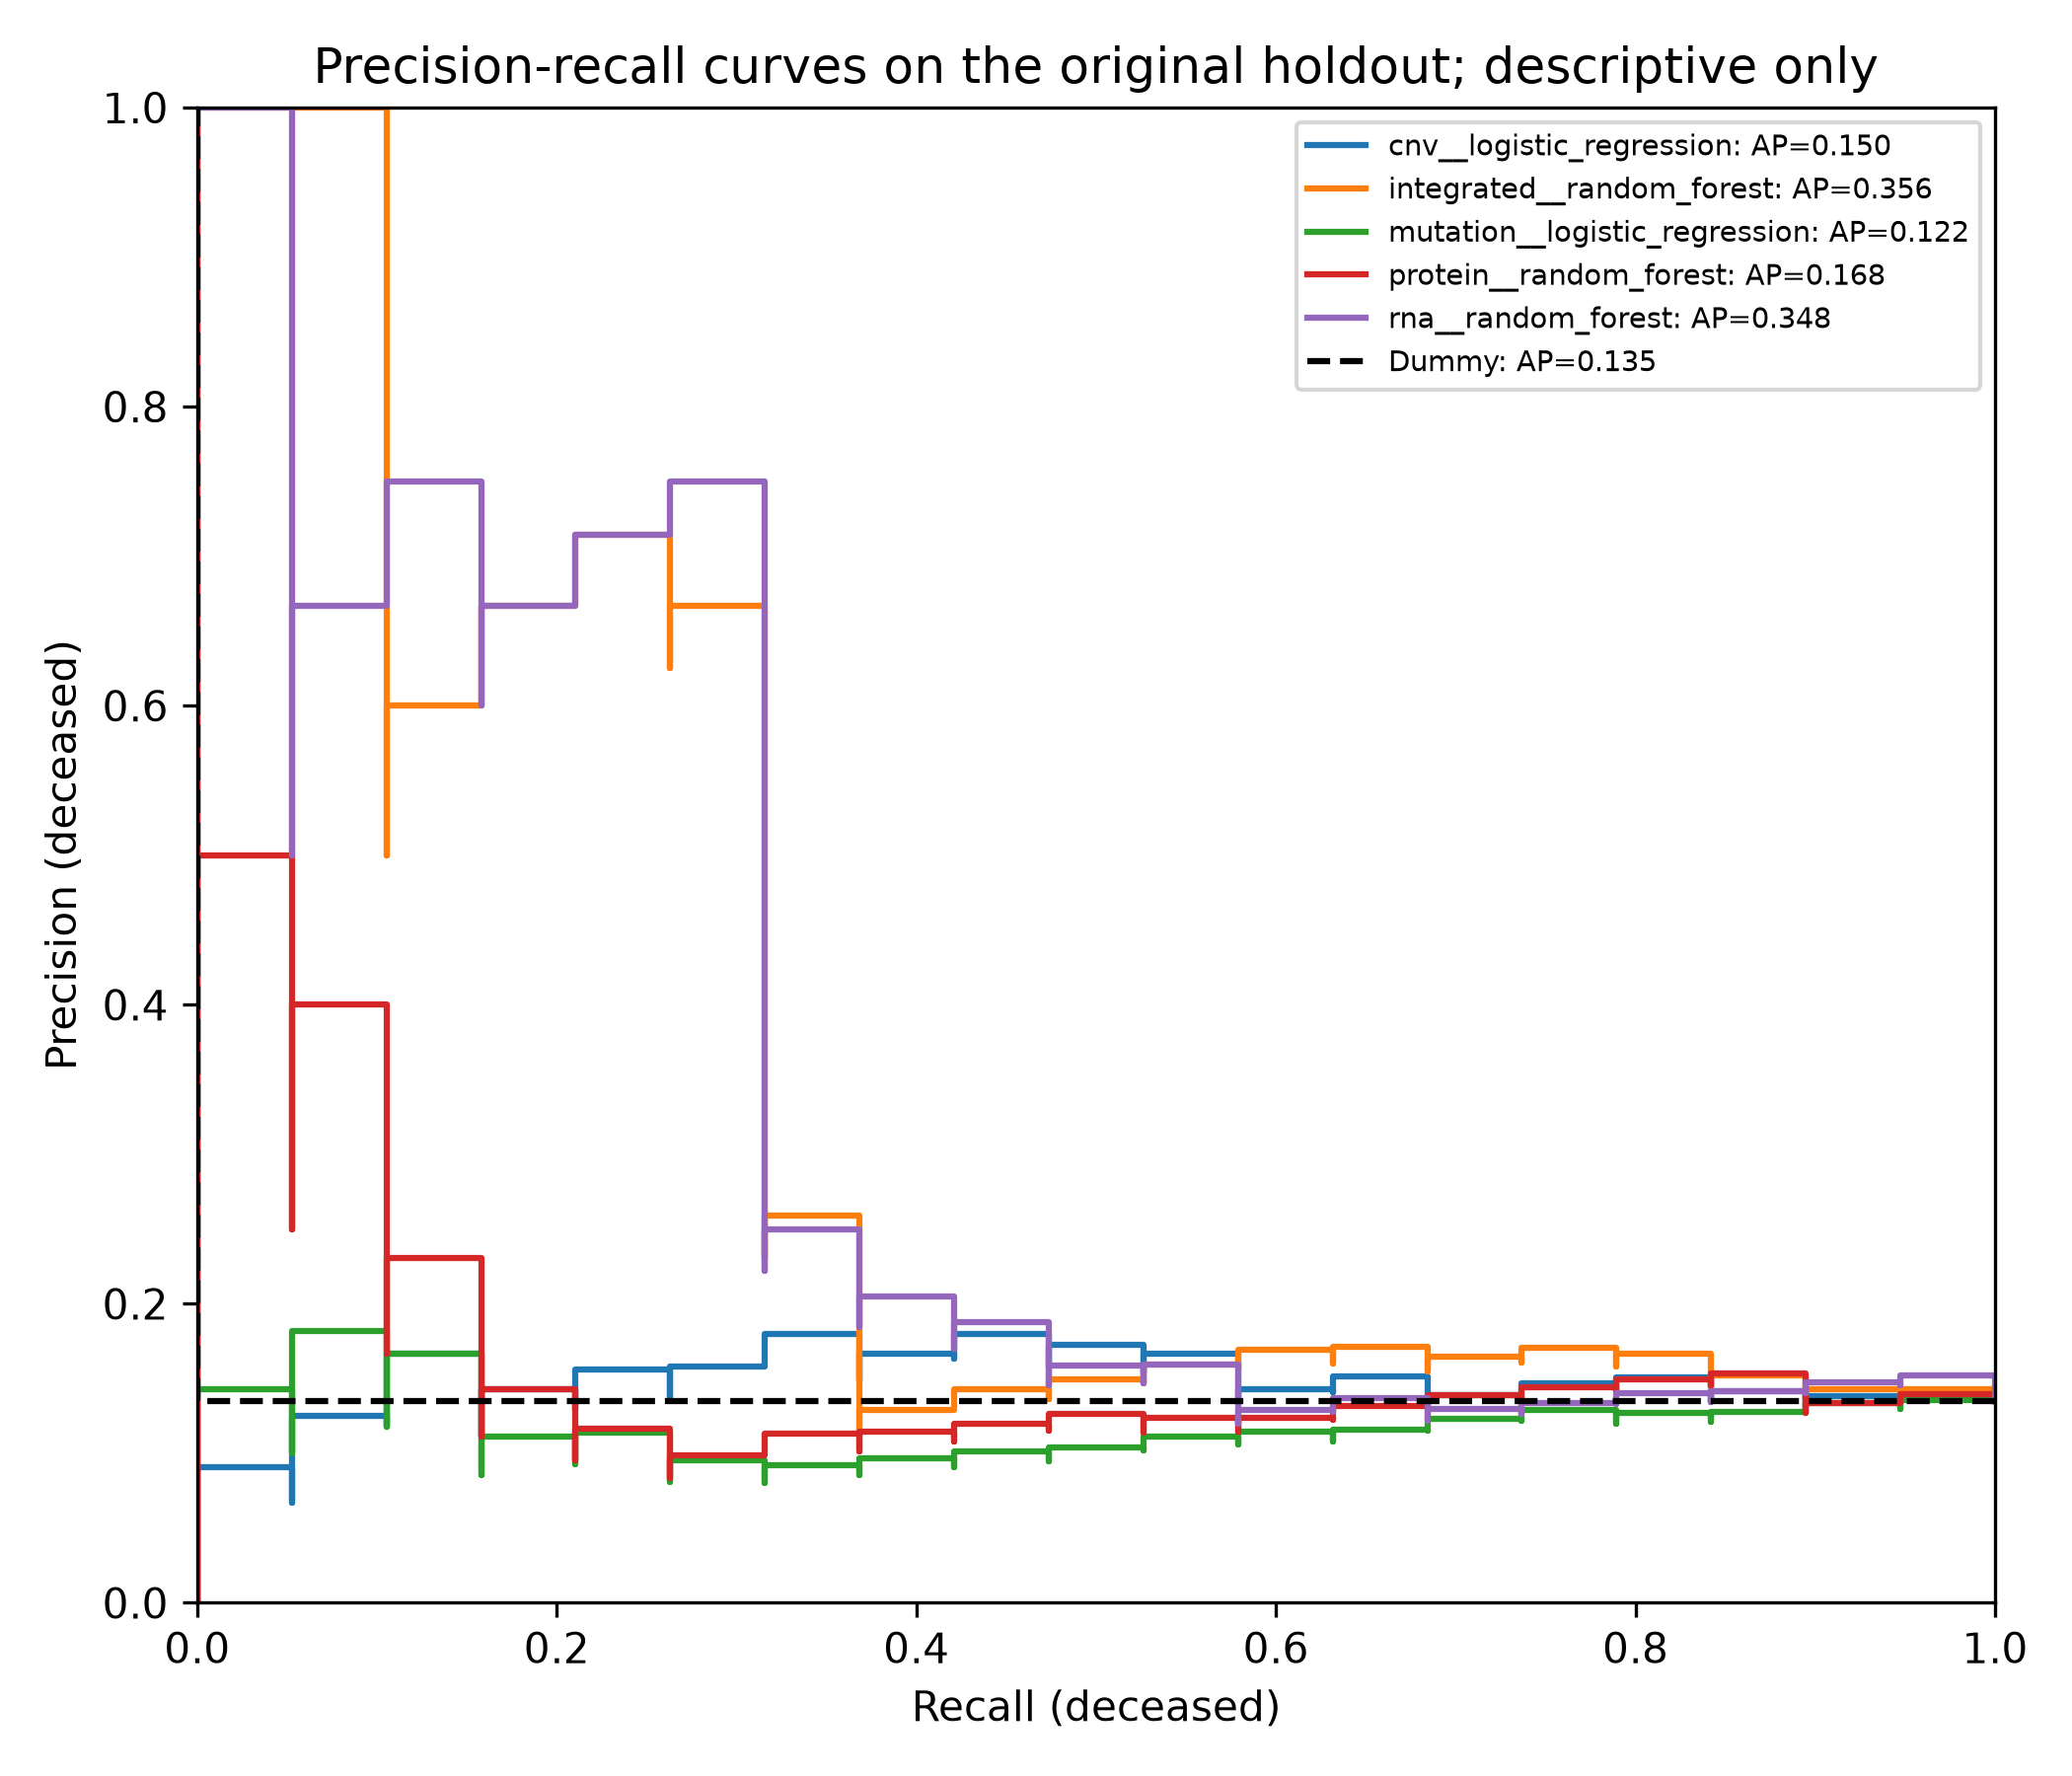 Precision-recall curves on the original holdout; descriptive only
1.0
0.8
0.6
0.4
0.2
0.0
Precision (deceased)
cnv__logistic_regression: AP=0.150
integrated__random_forest: AP=0.356
mutation__logistic_regression: AP=0.122
protein__random_forest: AP=0.168
rna__random_forest: AP=0.348
Dummy: AP=0.135
0.0 0.2 0.4 0.6 0.8 1.0
Recall (deceased)